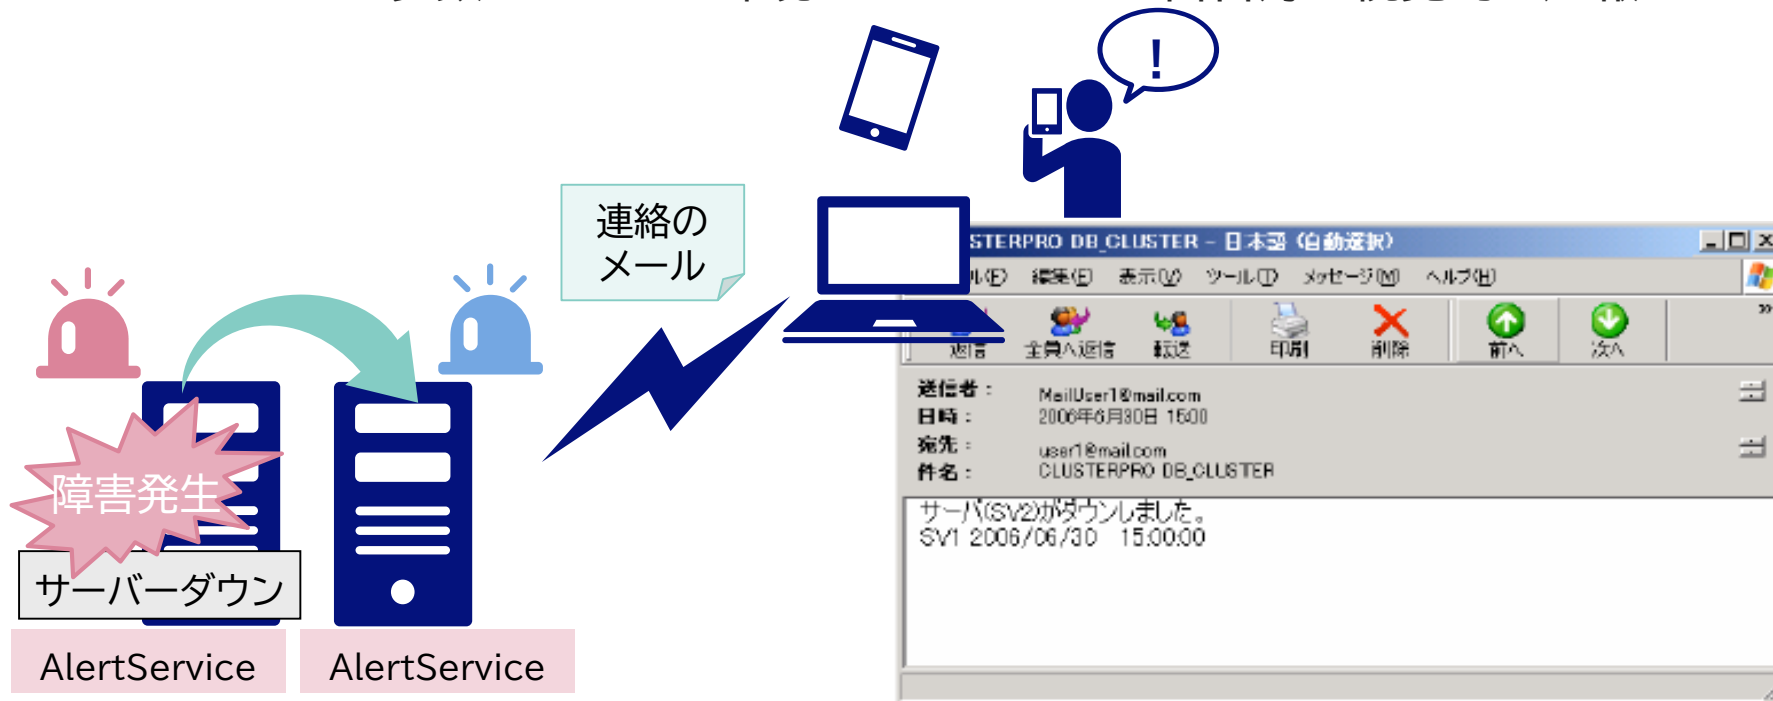 !
連絡の
メール
障害発生
サーバーダウン
AlertService
AlertService
STERPRO DB_CLUSTER - 日本語 (自動選択)
ル(F) 編集(E) 表示(V) ツール(T) メッセージ(M) ヘルプ(H)
返信 全員へ返信 転送 印刷 削除 前へ 次へ
送信者: MailUser1@mail.com
日時: 2006年6月30日 15:00
宛先: user1@mail.com
件名: CLUSTERPRO DB_CLUSTER
サーバ(SV2)がダウンしました。
SV1 2006/06/30 15:00:00